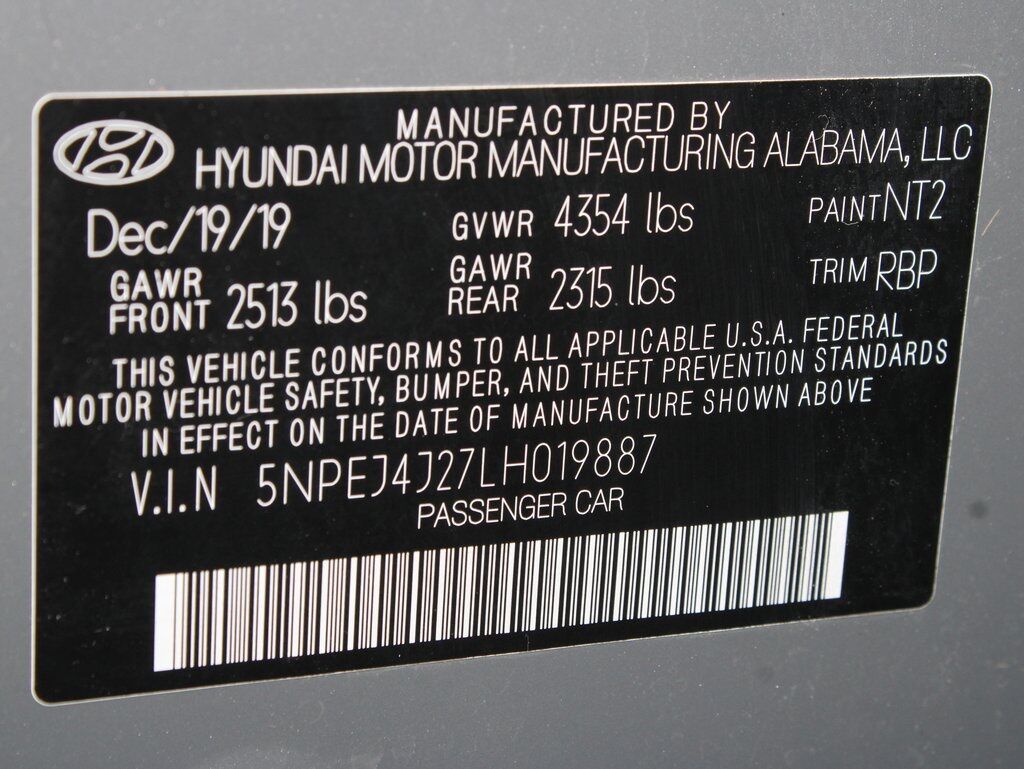 MANUFACTURED BY
HYUNDAI MOTOR MANUFACTURING ALABAMA, LLC
Dec/19/19 GVWR 4354 lbs PAINT NT2
GAWR FRONT 2513 lbs GAWR REAR 2315 lbs TRIM RBP
THIS VEHICLE CONFORMS TO ALL APPLICABLE U.S.A. FEDERAL
MOTOR VEHICLE SAFETY, BUMPER, AND THEFT PREVENTION STANDARDS
IN EFFECT ON THE DATE OF MANUFACTURE SHOWN ABOVE
V.I.N 5NPEJ4J27LH019887
PASSENGER CAR